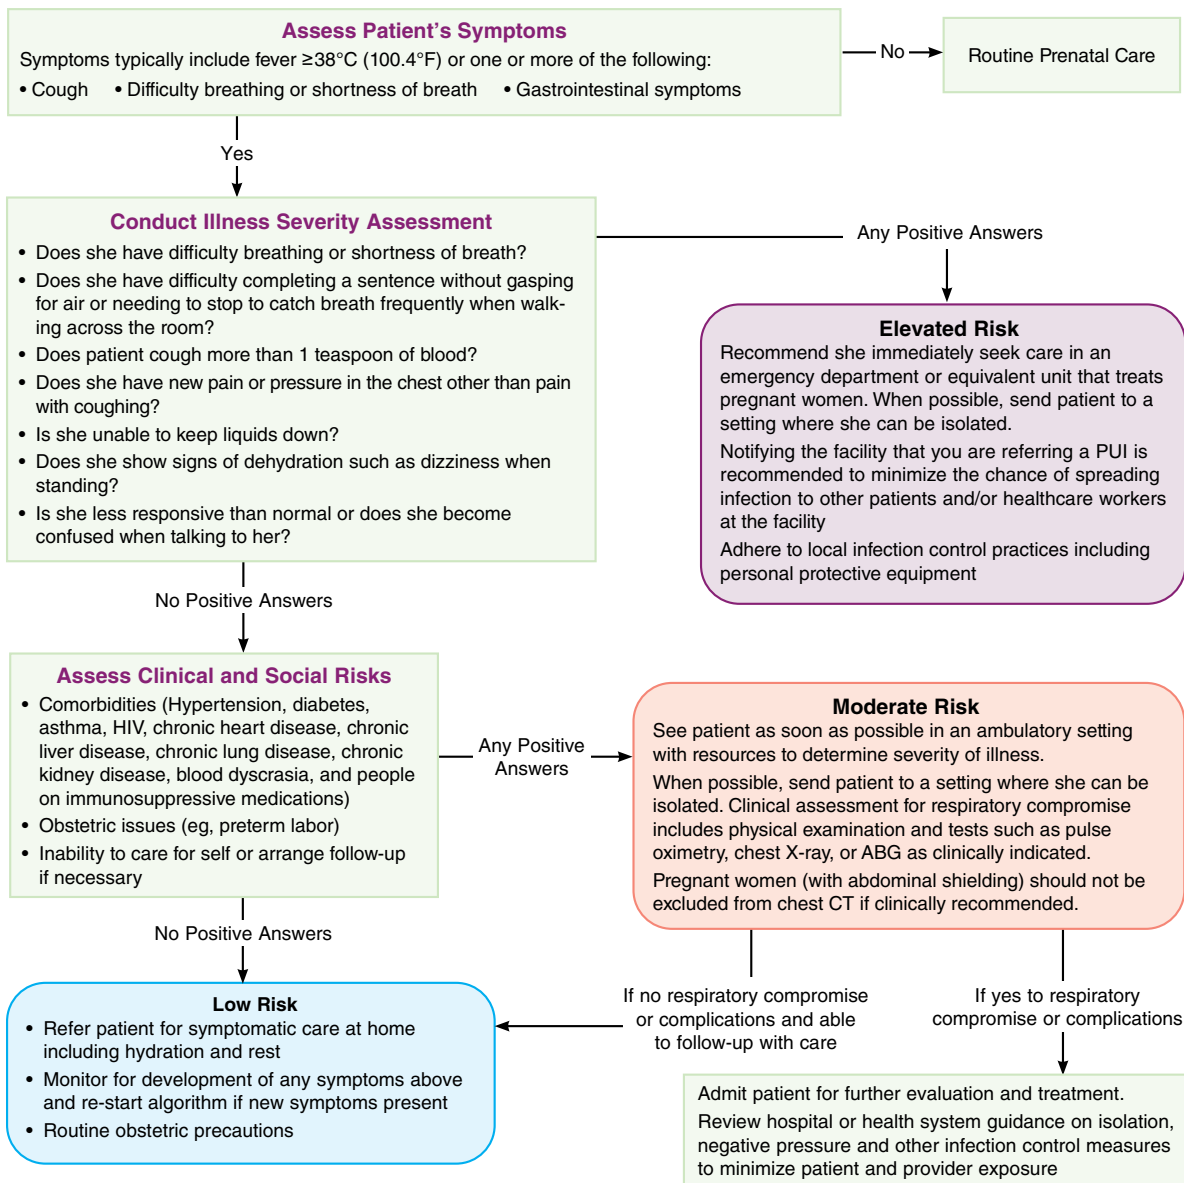 Assess Patient's Symptoms
Symptoms typically include fever ≥38°C (100.4°F) or one or more of the following:
• Cough • Difficulty breathing or shortness of breath • Gastrointestinal symptoms
No
Routine Prenatal Care
Yes
Conduct Illness Severity Assessment
• Does she have difficulty breathing or shortness of breath?
• Does she have difficulty completing a sentence without gasping
for air or needing to stop to catch breath frequently when walk-
ing across the room?
• Does patient cough more than 1 teaspoon of blood?
• Does she have new pain or pressure in the chest other than pain
with coughing?
• Is she unable to keep liquids down?
• Does she show signs of dehydration such as dizziness when
standing?
• Is she less responsive than normal or does she become
confused when talking to her?
Any Positive Answers
Elevated Risk
Recommend she immediately seek care in an
emergency department or equivalent unit that treats
pregnant women. When possible, send patient to a
setting where she can be isolated.
Notifying the facility that you are referring a PUI is
recommended to minimize the chance of spreading
infection to other patients and/or healthcare workers
at the facility
Adhere to local infection control practices including
personal protective equipment
No Positive Answers
Assess Clinical and Social Risks
• Comorbidities (Hypertension, diabetes,
asthma, HIV, chronic heart disease, chronic
liver disease, chronic lung disease, chronic
kidney disease, blood dyscrasia, and people
on immunosuppressive medications)
• Obstetric issues (eg, preterm labor)
• Inability to care for self or arrange follow-up
if necessary
Any Positive
Answers
Moderate Risk
See patient as soon as possible in an ambulatory setting
with resources to determine severity of illness.
When possible, send patient to a setting where she can be
isolated. Clinical assessment for respiratory compromise
includes physical examination and tests such as pulse
oximetry, chest X-ray, or ABG as clinically indicated.
Pregnant women (with abdominal shielding) should not be
excluded from chest CT if clinically recommended.
No Positive Answers
Low Risk
• Refer patient for symptomatic care at home
including hydration and rest
• Monitor for development of any symptoms above
and re-start algorithm if new symptoms present
• Routine obstetric precautions
If no respiratory compromise
or complications and able
to follow-up with care
If yes to respiratory
compromise or complications
Admit patient for further evaluation and treatment.
Review hospital or health system guidance on isolation,
negative pressure and other infection control measures
to minimize patient and provider exposure